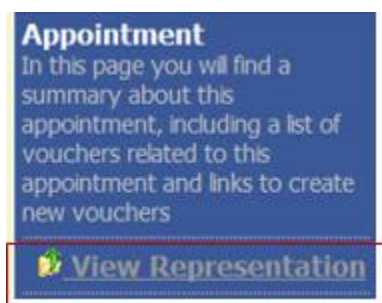 Appointment
In this page you will find a
summary about this
appointment, including a list of
vouchers related to this
appointment and links to create
new vouchers
View Representation